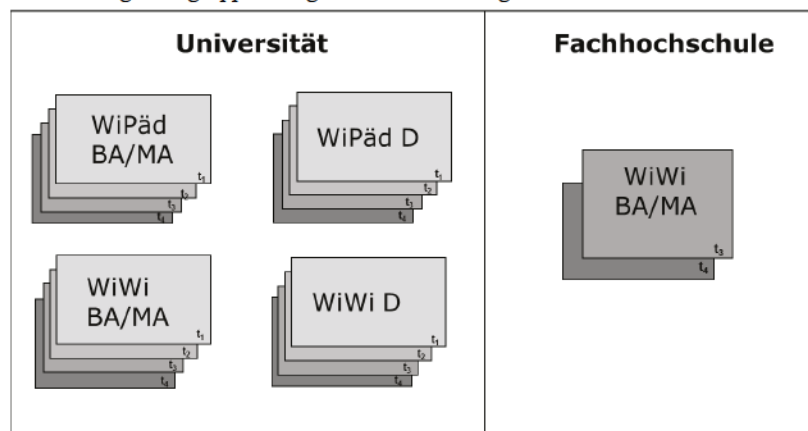 Universität
Fachhochschule
WiPäd
BA/MA
t₁
t₂
t₃
t₄
WiPäd D
t₁
t₂
t₃
t₄
WiWi
BA/MA
t₃
t₄
WiWi
BA/MA
t₁
t₂
t₃
t₄
WiWi D
t₁
t₂
t₃
t₄